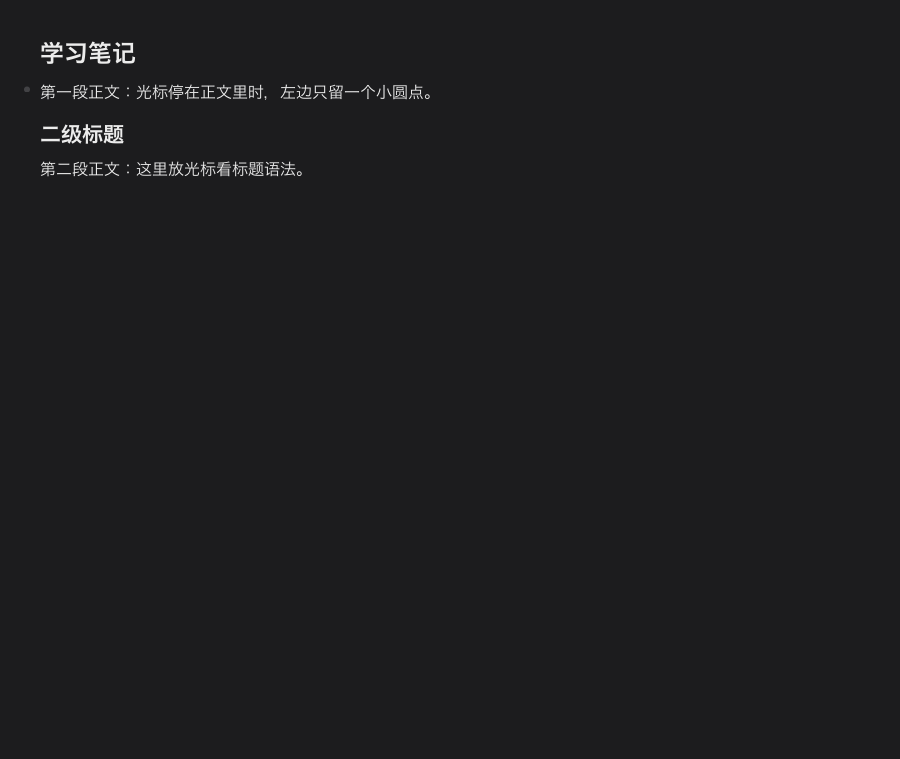 学习笔记
第一段正文：光标停在正文里时，左边只留一个小圆点。
二级标题
第二段正文：这里放光标看标题语法。